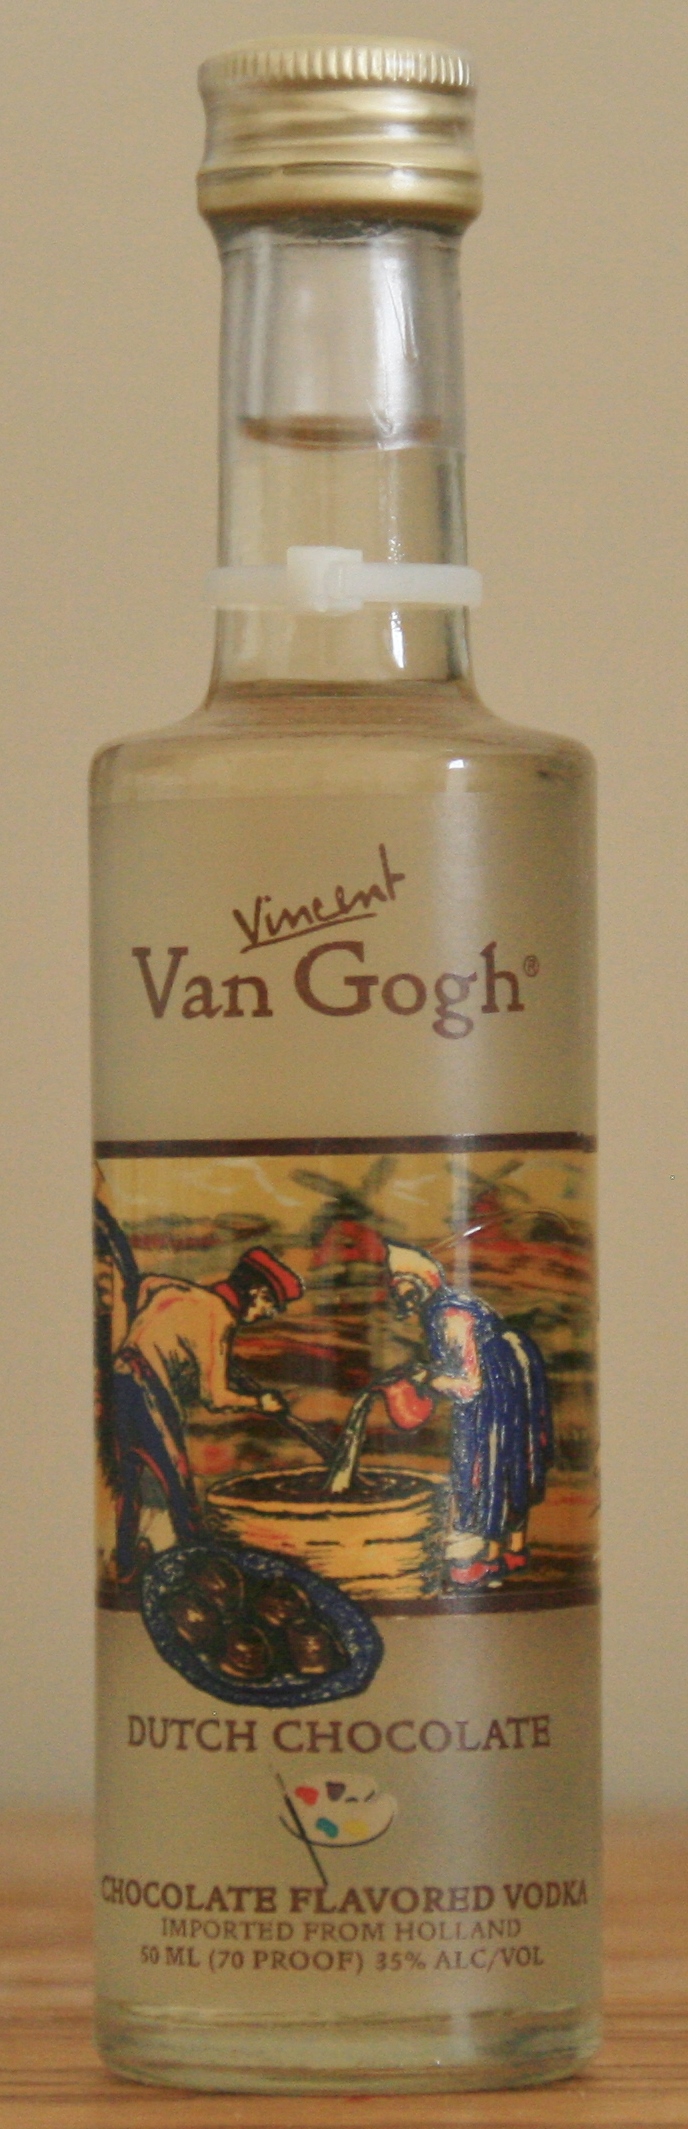 Vincent
Van Gogh®
DUTCH CHOCOLATE
CHOCOLATE FLAVORED VODKA
IMPORTED FROM HOLLAND
50 ML (70 PROOF) 35% ALC/VOL